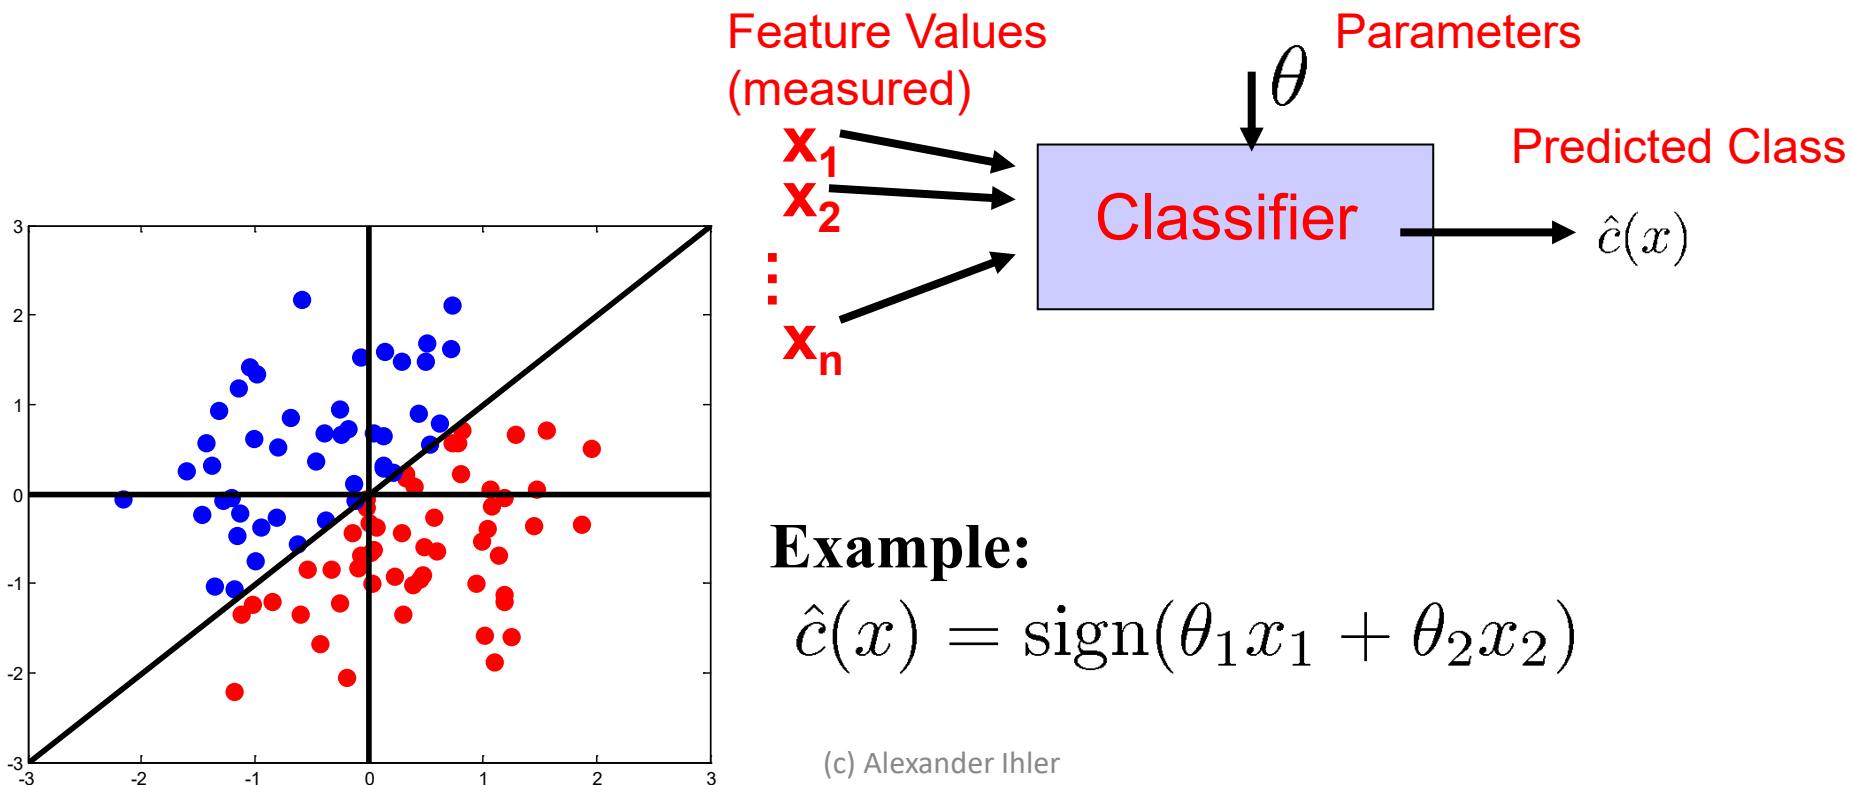 Feature Values
(measured)
Parameters
θ
x₁
x₂
⋮
xₙ
Classifier
Predicted Class
ĉ(x)
3
2
1
0
-1
-2
-3
-3
-2
-1
0
1
2
3
Example:
ĉ(x) = sign(θ₁x₁ + θ₂x₂)
(c) Alexander Ihler